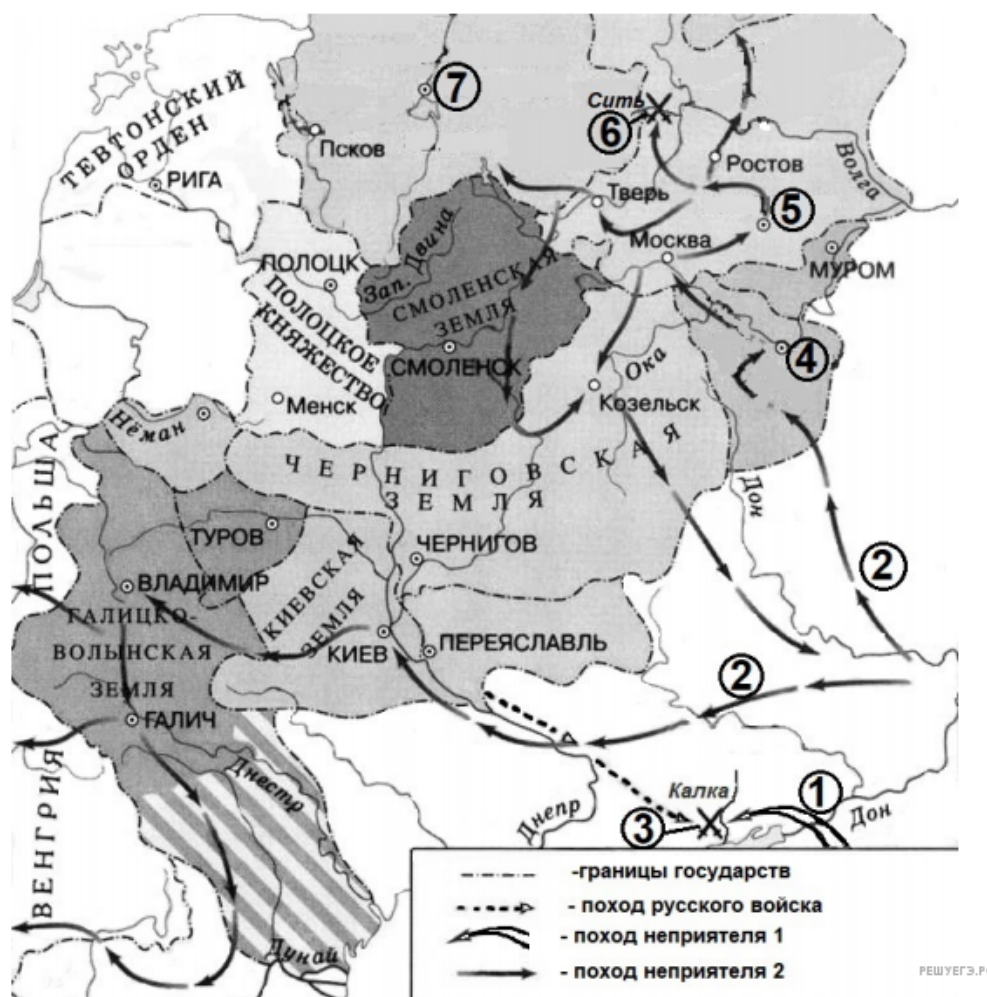 ТЕВТОНСКИЙ
ОРДЕН
РИГА
Псков
7
Сить
6
Ростов
Волга
Тверь
5
Москва
МУРОМ
ПОЛОЦК
Зап. Двина
СМОЛЕНСКАЯ
ЗЕМЛЯ
ПОЛОЦКОЕ
КНЯЖЕСТВО
СМОЛЕНСК
4
Ока
Менск
Козельск
Нёман
ЧЕРНИГОВСКАЯ
ЗЕМЛЯ
Дон
ПОЛЬША
ТУРОВ
ЧЕРНИГОВ
2
ВЛАДИМИР
КИЕВСКАЯ
ЗЕМЛЯ
ГАЛИЦКО-
ВОЛЫНСКАЯ
ЗЕМЛЯ
КИЕВ
ПЕРЕЯСЛАВЛЬ
2
ГАЛИЧ
ВЕНГРИЯ
Днестр
Днепр
Калка
1
3
Дон
Дунай
-границы государств
- поход русского войска
- поход неприятеля 1
- поход неприятеля 2